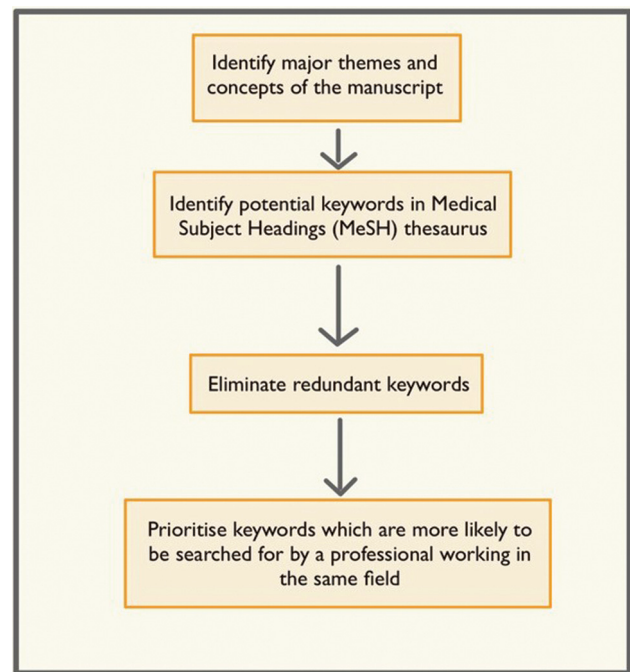 Identify major themes and
concepts of the manuscript
Identify potential keywords in Medical
Subject Headings (MeSH) thesaurus
Eliminate redundant keywords
Prioritise keywords which are more likely to
be searched for by a professional working in
the same field